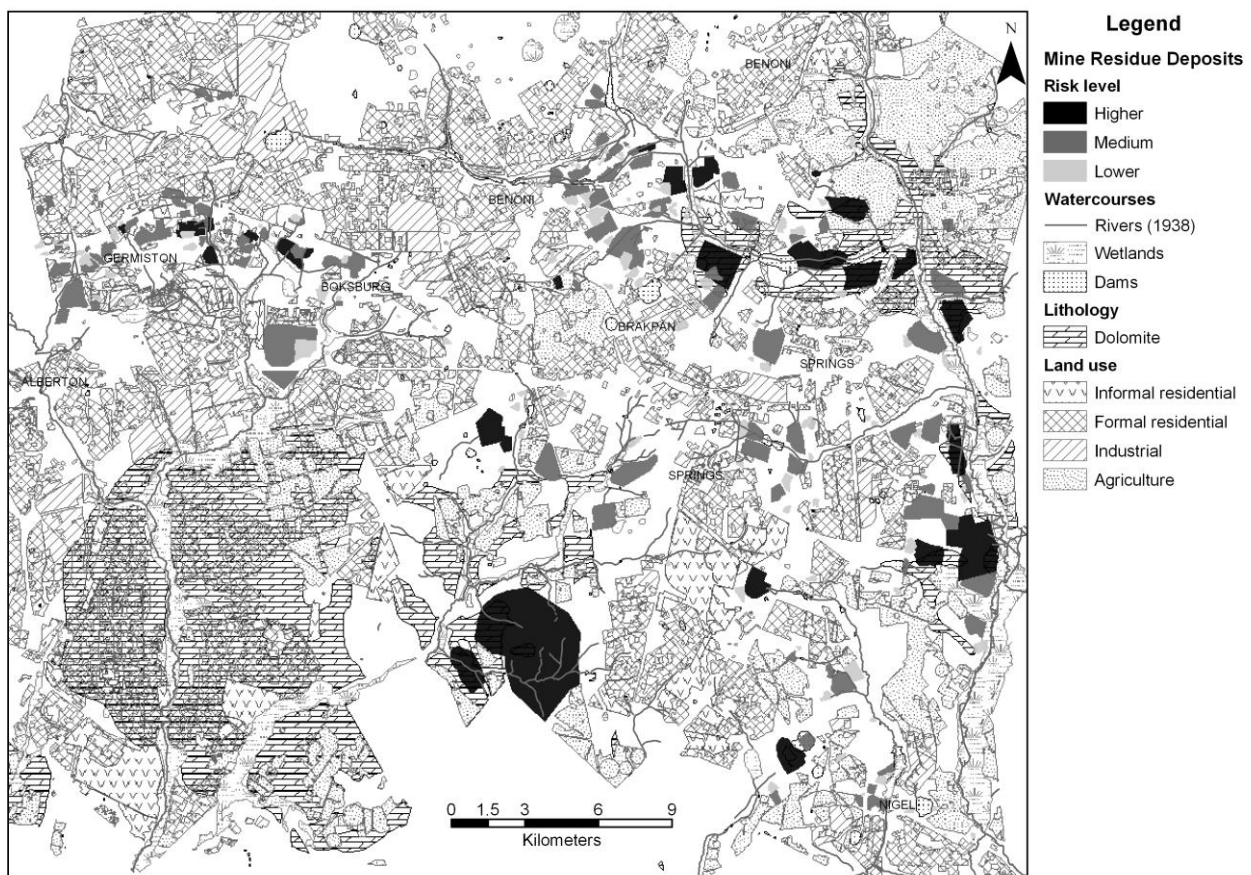 N
BENONI
BENONI
GERMISTON
BOKSBURG
BRAKPAN
SPRINGS
ALBERTON
SPRINGS
NIGEL
0 1.5 3 6 9
Kilometers
Legend
Mine Residue Deposits
Risk level
Higher
Medium
Lower
Watercourses
Rivers (1938)
Wetlands
Dams
Lithology
Dolomite
Land use
Informal residential
Formal residential
Industrial
Agriculture